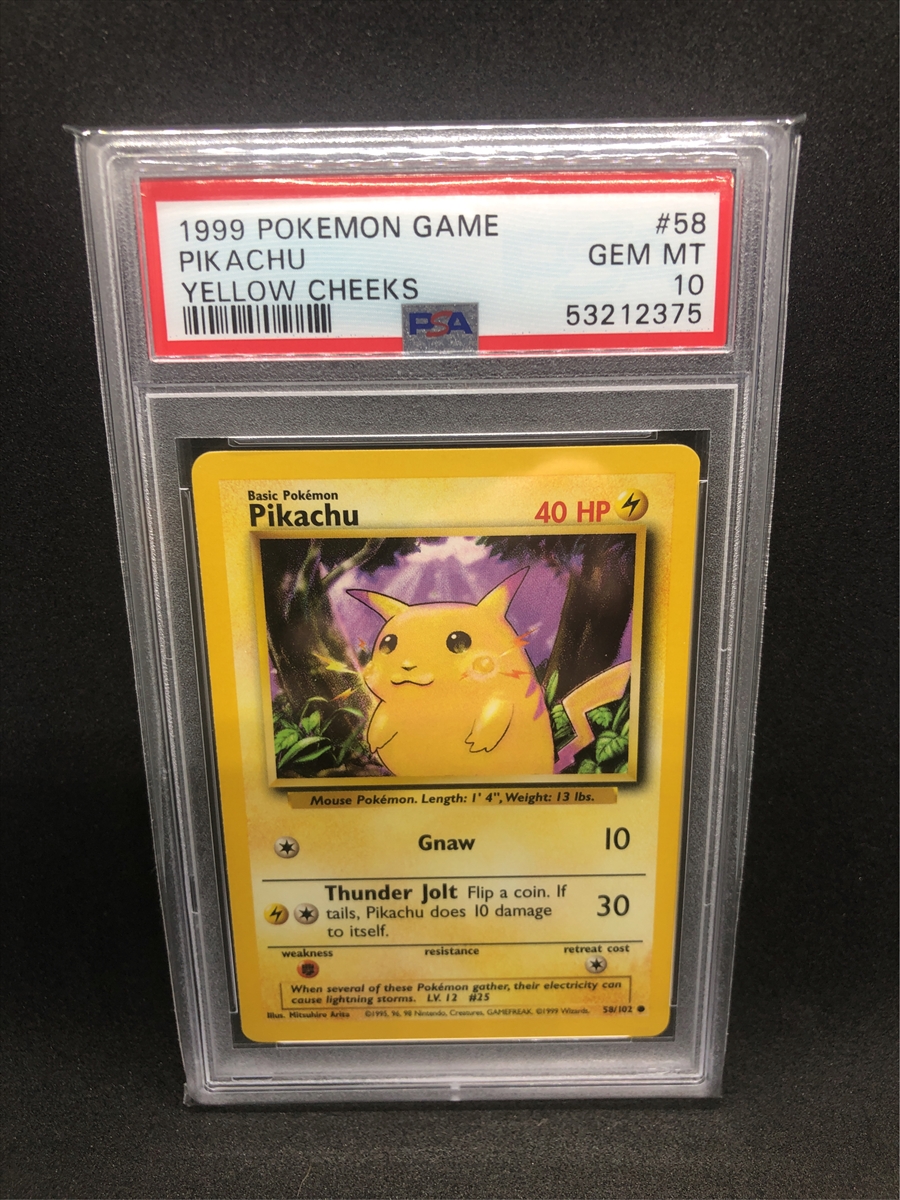 1999 POKEMON GAME #58
PIKACHU GEM MT
YELLOW CHEEKS 10
PSA 53212375
Basic Pokémon
Pikachu 40 HP
Mouse Pokémon. Length: 1' 4", Weight: 13 lbs.
Gnaw 10
Thunder Jolt Flip a coin. If
tails, Pikachu does 10 damage 30
to itself.
weakness resistance retreat cost
When several of these Pokémon gather, their electricity can
cause lightning storms. LV. 12 #25
Illus. Mitsuhiro Arita ©1995, 96, 98 Nintendo, Creatures, GAMEFREAK. ©1999 Wizards. 58/102